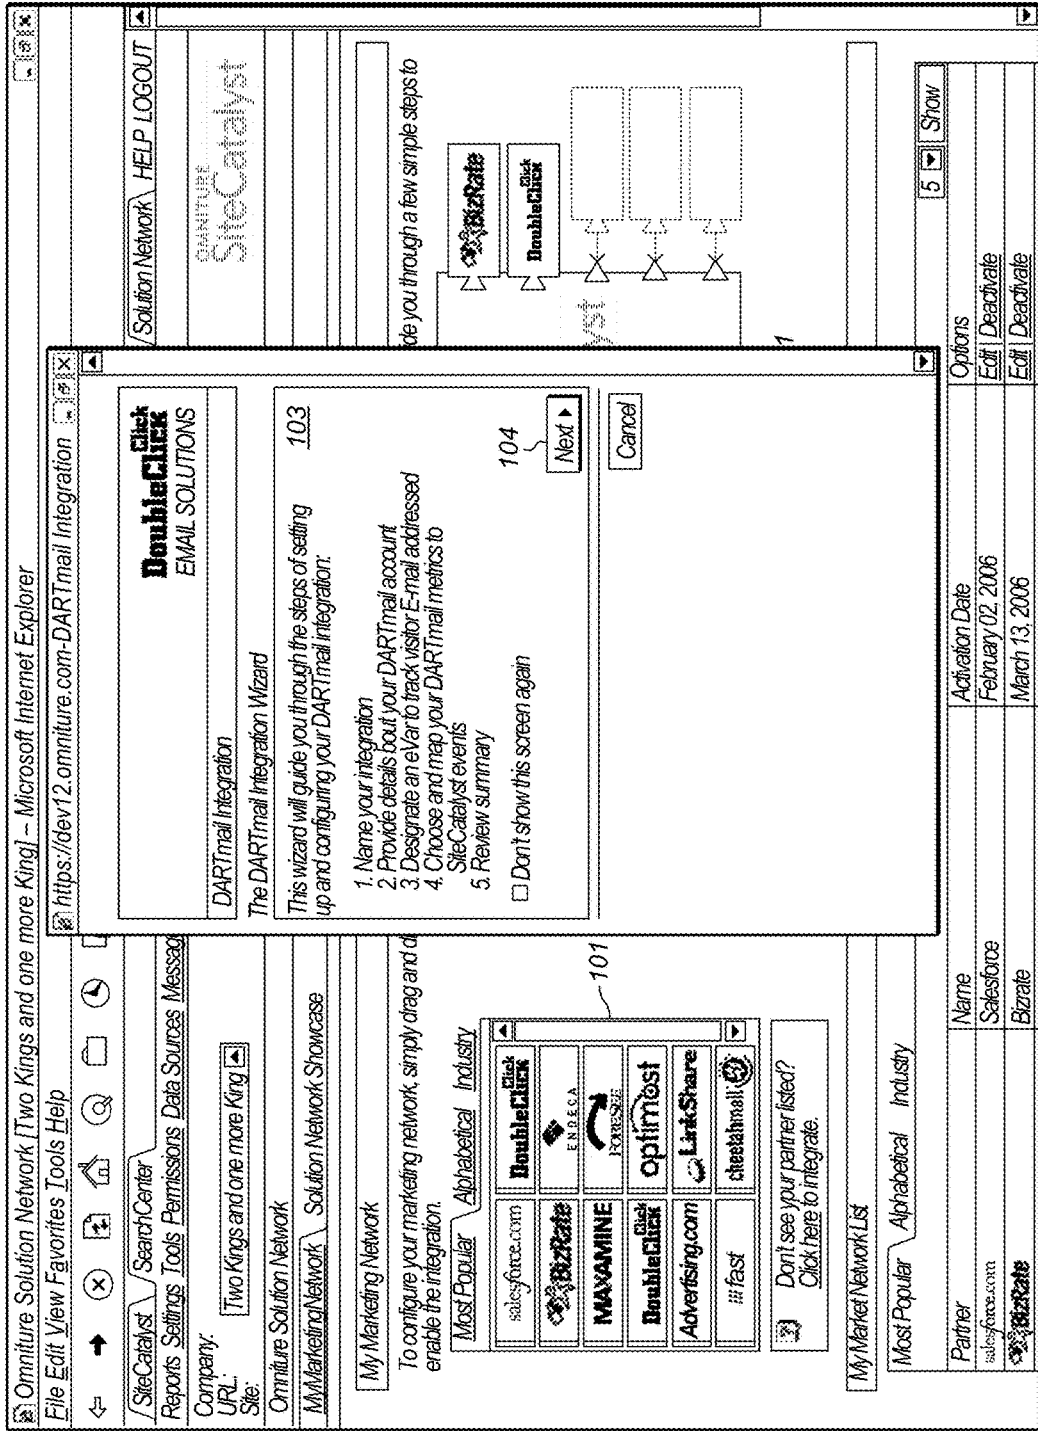 Omniture Solution Network [Two Kings and one more King] – Microsoft Internet Explorer
File Edit View Favorites Tools Help
SiteCatalyst SearchCenter
Solution Network HELP LOGOUT
Reports Settings Tools Permissions Data Sources Messag
Company:
URL:
Site:
Two Kings and one more King
OMNITURE
SiteCatalyst
Omniture Solution Network
MyMarketingNetwork Solution Network Showcase
My Marketing Network
To configure your marketing network, simply drag and d
de you through a few simple steps to
enable the integration.
Most Popular Alphabetical Industry
salesforce.com
DoubleClick
Click
BizRate
ENDECA
MAXAMINE
FORESEE
DoubleClick
Click
optimost
Advertising.com
LinkShare
fast
cheetahmail
101
Don't see your partner listed?
Click here to integrate.
BizRate
DoubleClick
Click
yst
1
https://dev12.omniture.com-DARTmail Integration
DoubleClick
Click
EMAIL SOLUTIONS
DARTmail Integration
The DARTmail Integration Wizard
This wizard will guide you through the steps of setting
up and configuring your DARTmail integration:
103
1. Name your integration
2. Provide details bout your DARTmail account
3. Designate an eVar to track visitor E-mail addressed
4. Choose and map your DARTmail metrics to
SiteCatalyst events
5. Review summary
Don't show this screen again
104
Next
Cancel
My Market Network List
Most Popular Alphabetical Industry
5 Show
Partner Name Activation Date Options
salesforce.com Salesforce February 02, 2006 Edit | Deactivate
BizRate Bizrate March 13, 2006 Edit | Deactivate